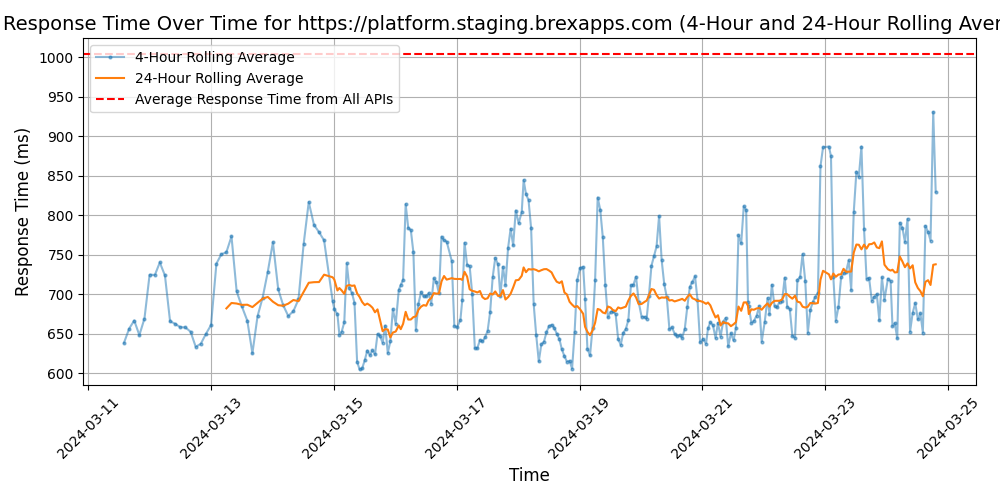 Response Time Over Time for https://platform.staging.brexapps.com (4-Hour and 24-Hour Rolling Aver
4-Hour Rolling Average
24-Hour Rolling Average
Average Response Time from All APIs
Response Time (ms)
1000
950
900
850
800
750
700
650
600
2024-03-11
2024-03-13
2024-03-15
2024-03-17
2024-03-19
2024-03-21
2024-03-23
2024-03-25
Time